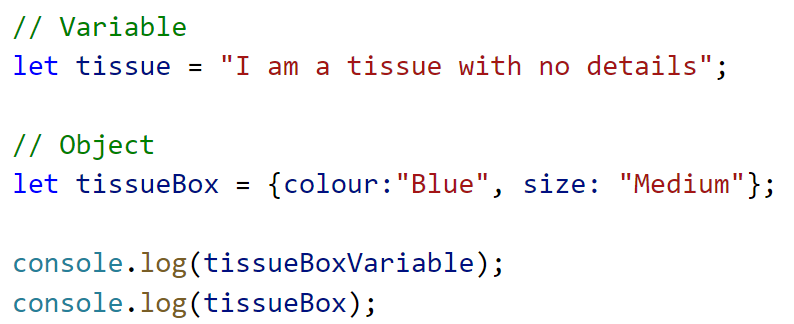 // Variable
let tissue = "I am a tissue with no details";
// Object
let tissueBox = {colour:"Blue", size: "Medium"};
console.log(tissueBoxVariable);
console.log(tissueBox);